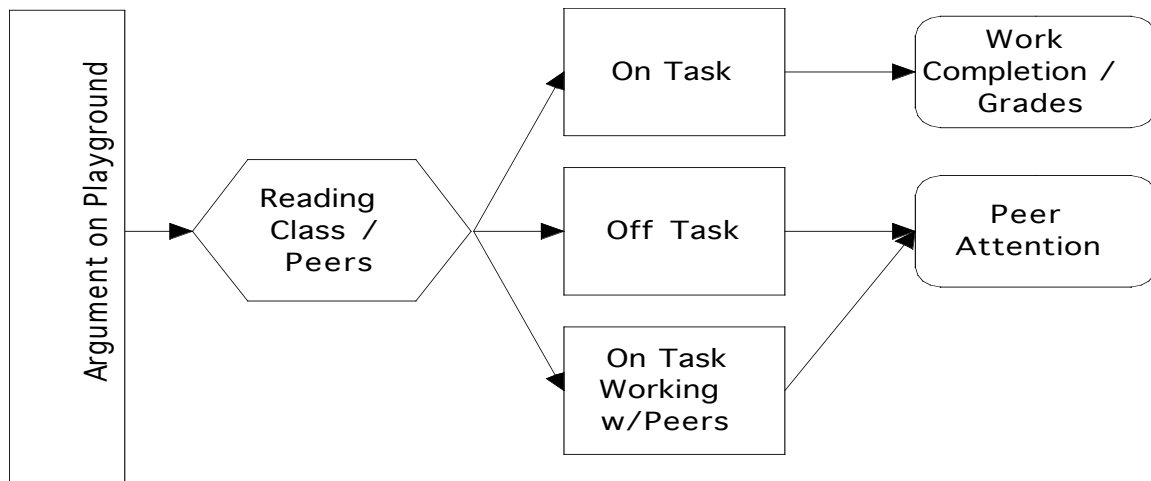 Argument on Playground
Reading
Class /
Peers
On Task
Off Task
On Task
Working
w/Peers
Work
Completion /
Grades
Peer
Attention